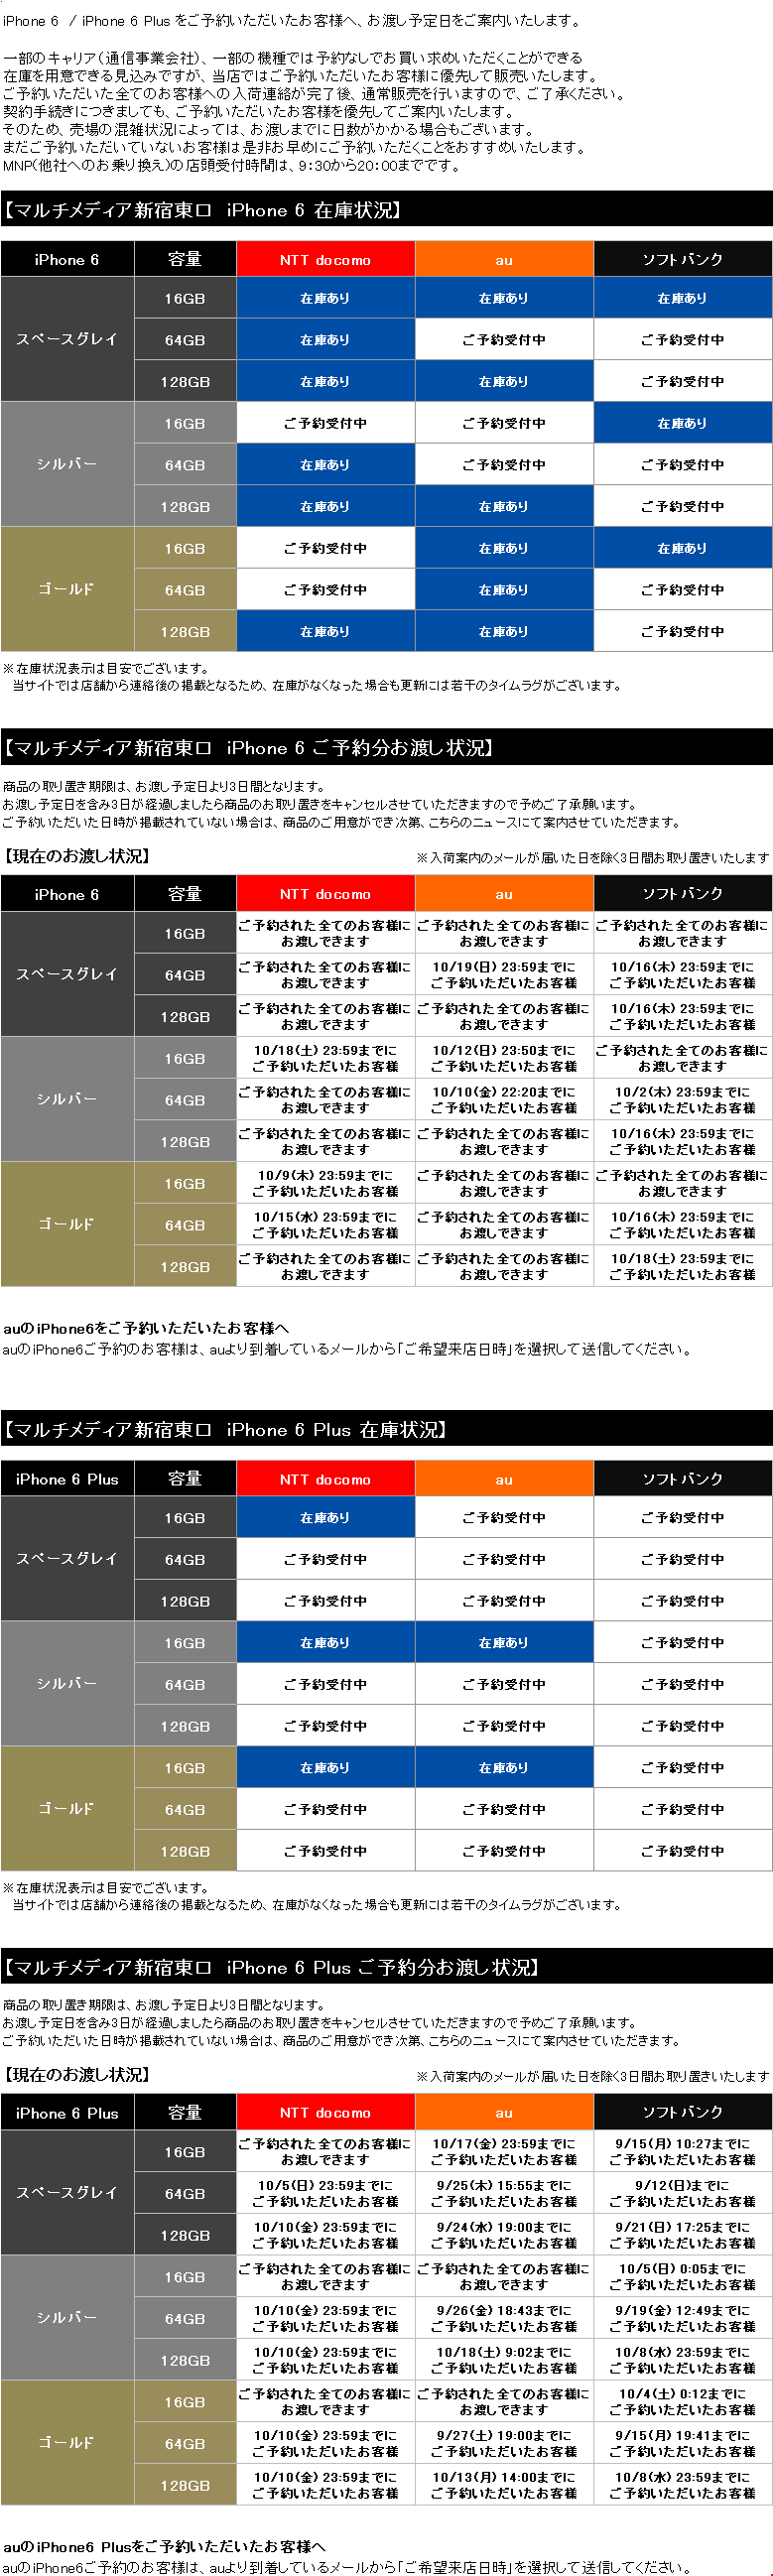 iPhone 6 / iPhone 6 Plus をご予約いただいたお客様へ、お渡し予定日をご案内いたします。
一部のキャリア（通信事業会社）、一部の機種では予約なしでお買い求めいただくことができる
在庫を用意できる見込みですが、当店ではご予約いただいたお客様に優先して販売いたします。
ご予約いただいた全てのお客様への入荷連絡が完了後、通常販売を行いますので、ご了承ください。
契約手続きにつきましても、ご予約いただいたお客様を優先してご案内いたします。
そのため、売場の混雑状況によっては、お渡しまでに日数がかかる場合もございます。
まだご予約いただいていないお客様は是非お早めにご予約いただくことをおすすめいたします。
MNP(他社へのお乗り換え)の店頭受付時間は、9:30から20:00までです。
【マルチメディア新宿東口　iPhone 6 在庫状況】
iPhone 6 容量 NTT docomo au ソフトバンク
スペースグレイ
16GB 在庫あり 在庫あり 在庫あり
64GB 在庫あり ご予約受付中 ご予約受付中
128GB 在庫あり 在庫あり ご予約受付中
シルバー
16GB ご予約受付中 ご予約受付中 在庫あり
64GB 在庫あり ご予約受付中 ご予約受付中
128GB 在庫あり 在庫あり ご予約受付中
ゴールド
16GB ご予約受付中 在庫あり 在庫あり
64GB ご予約受付中 在庫あり ご予約受付中
128GB 在庫あり 在庫あり ご予約受付中
※在庫状況表示は目安でございます。
当サイトでは店舗から連絡後の掲載となるため、在庫がなくなった場合も更新には若干のタイムラグがございます。
【マルチメディア新宿東口　iPhone 6 ご予約分お渡し状況】
商品の取り置き期限は、お渡し予定日より3日間となります。
お渡し予定日を含み3日が経過しましたら商品のお取り置きをキャンセルさせていただきますので予めご了承願います。
ご予約いただいた日時が掲載されていない場合は、商品のご用意ができ次第、こちらのニュースにて案内させていただきます。
【現在のお渡し状況】 ※入荷案内のメールが届いた日を除く3日間お取り置きいたします
iPhone 6 容量 NTT docomo au ソフトバンク
スペースグレイ
16GB ご予約された全てのお客様に ご予約された全てのお客様に ご予約された全てのお客様に
お渡しできます お渡しできます お渡しできます
64GB ご予約された全てのお客様に 10/19(日) 23:59までに 10/16(木) 23:59までに
お渡しできます ご予約いただいたお客様 ご予約いただいたお客様
128GB ご予約された全てのお客様に ご予約された全てのお客様に 10/16(木) 23:59までに
お渡しできます お渡しできます ご予約いただいたお客様
シルバー
16GB 10/18(土) 23:59までに 10/12(日) 23:50までに ご予約された全てのお客様に
ご予約いただいたお客様 ご予約いただいたお客様 お渡しできます
64GB ご予約された全てのお客様に 10/10(金) 22:20までに 10/2(木) 23:59までに
お渡しできます ご予約いただいたお客様 ご予約いただいたお客様
128GB ご予約された全てのお客様に ご予約された全てのお客様に 10/16(木) 23:59までに
お渡しできます お渡しできます ご予約いただいたお客様
ゴールド
16GB 10/9(木) 23:59までに ご予約された全てのお客様に ご予約された全てのお客様に
ご予約いただいたお客様 お渡しできます お渡しできます
64GB 10/15(水) 23:59までに ご予約された全てのお客様に 10/16(木) 23:59までに
ご予約いただいたお客様 お渡しできます ご予約いただいたお客様
128GB ご予約された全てのお客様に ご予約された全てのお客様に 10/18(土) 23:59までに
お渡しできます お渡しできます ご予約いただいたお客様
auのiPhone6をご予約いただいたお客様へ
auのiPhone6ご予約のお客様は、auより到着しているメールから「ご希望来店日時」を選択して送信してください。
【マルチメディア新宿東口　iPhone 6 Plus 在庫状況】
iPhone 6 Plus 容量 NTT docomo au ソフトバンク
スペースグレイ
16GB 在庫あり ご予約受付中 ご予約受付中
64GB ご予約受付中 ご予約受付中 ご予約受付中
128GB ご予約受付中 ご予約受付中 ご予約受付中
シルバー
16GB 在庫あり 在庫あり ご予約受付中
64GB ご予約受付中 ご予約受付中 ご予約受付中
128GB ご予約受付中 ご予約受付中 ご予約受付中
ゴールド
16GB 在庫あり 在庫あり ご予約受付中
64GB ご予約受付中 ご予約受付中 ご予約受付中
128GB ご予約受付中 ご予約受付中 ご予約受付中
※在庫状況表示は目安でございます。
当サイトでは店舗から連絡後の掲載となるため、在庫がなくなった場合も更新には若干のタイムラグがございます。
【マルチメディア新宿東口　iPhone 6 Plus ご予約分お渡し状況】
商品の取り置き期限は、お渡し予定日より3日間となります。
お渡し予定日を含み3日が経過しましたら商品のお取り置きをキャンセルさせていただきますので予めご了承願います。
ご予約いただいた日時が掲載されていない場合は、商品のご用意ができ次第、こちらのニュースにて案内させていただきます。
【現在のお渡し状況】 ※入荷案内のメールが届いた日を除く3日間お取り置きいたします
iPhone 6 Plus 容量 NTT docomo au ソフトバンク
スペースグレイ
16GB ご予約された全てのお客様に 10/17(金) 23:59までに 9/15(月) 10:27までに
お渡しできます ご予約いただいたお客様 ご予約いただいたお客様
64GB 10/5(日) 23:59までに 9/25(木) 15:55までに 9/12(日)までに
ご予約いただいたお客様 ご予約いただいたお客様 ご予約いただいたお客様
128GB 10/10(金) 23:59までに 9/24(水) 19:00までに 9/21(日) 17:25までに
ご予約いただいたお客様 ご予約いただいたお客様 ご予約いただいたお客様
シルバー
16GB ご予約された全てのお客様に ご予約された全てのお客様に 10/5(日) 0:05までに
お渡しできます お渡しできます ご予約いただいたお客様
64GB 10/10(金) 23:59までに 9/26(金) 18:43までに 9/19(金) 12:49までに
ご予約いただいたお客様 ご予約いただいたお客様 ご予約いただいたお客様
128GB 10/10(金) 23:59までに 10/18(土) 9:02までに 10/8(水) 23:59までに
ご予約いただいたお客様 ご予約いただいたお客様 ご予約いただいたお客様
ゴールド
16GB ご予約された全てのお客様に ご予約された全てのお客様に 10/4(土) 0:12までに
お渡しできます お渡しできます ご予約いただいたお客様
64GB 10/10(金) 23:59までに 9/27(土) 19:00までに 9/15(月) 19:41までに
ご予約いただいたお客様 ご予約いただいたお客様 ご予約いただいたお客様
128GB 10/10(金) 23:59までに 10/13(月) 14:00までに 10/8(水) 23:59までに
ご予約いただいたお客様 ご予約いただいたお客様 ご予約いただいたお客様
auのiPhone6 Plusをご予約いただいたお客様へ
auのiPhone6ご予約のお客様は、auより到着しているメールから「ご希望来店日時」を選択して送信してください。